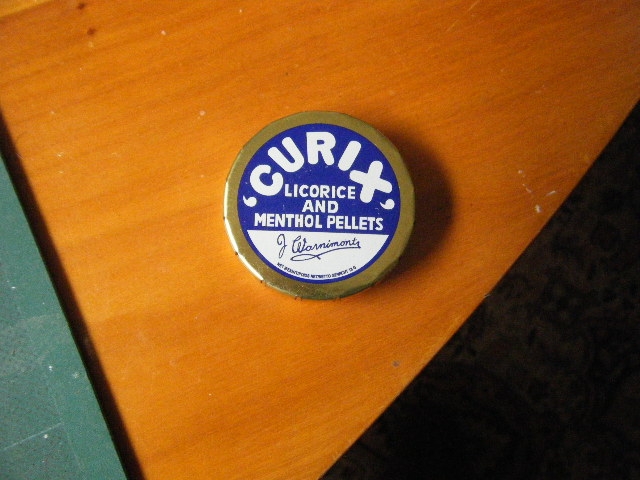 'CURIX'
LICORICE
AND
MENTHOL PELLETS
J Warnimont